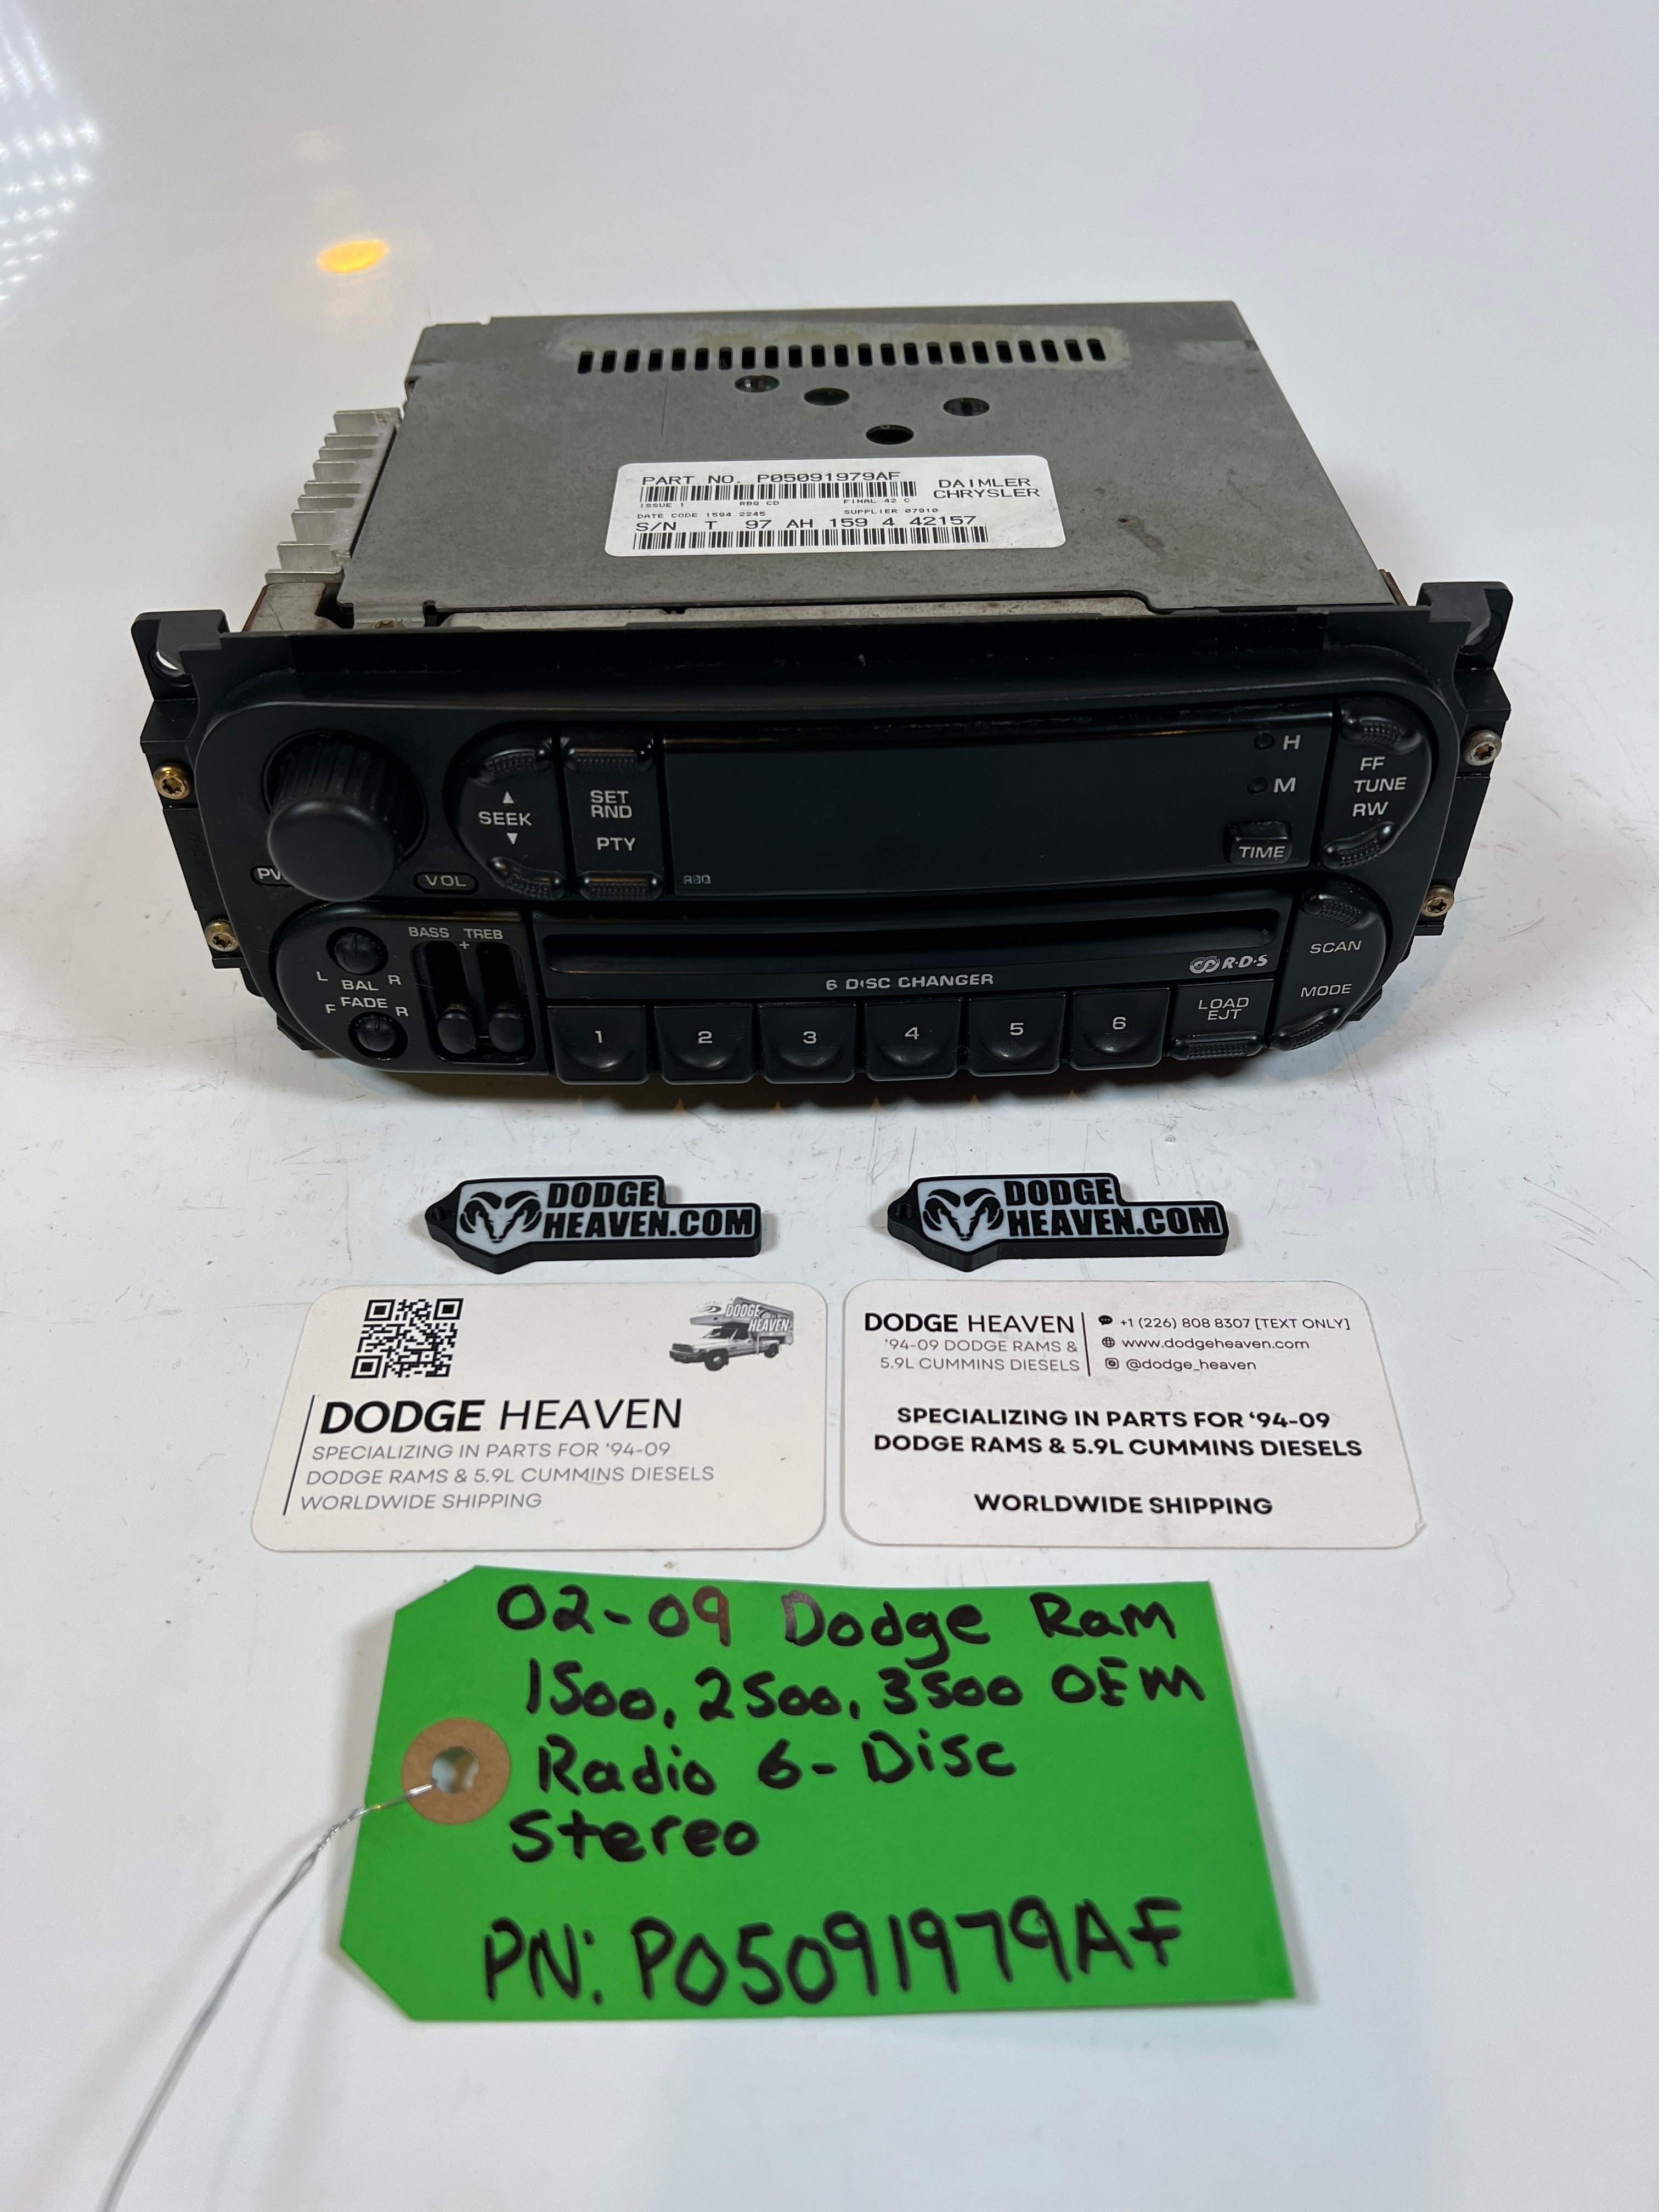 PART NO. P05091979AF
DAIMLER
CHRYSLER
ISSUE 1 RBQ CD FINAL 42 C
DATE CODE 1594 2245 SUPPLIER 07910
S/N T 97 AH 159 4 42157
SEEK
SET
RND
PTY
H
M
TIME
FF
TUNE
RW
VOL
RBQ
BASS TREB
+
-
L BAL R
F FADE R
6 DISC CHANGER
R·D·S
SCAN
MODE
LOAD
EJT
1 2 3 4 5 6
DODGE
HEAVEN.COM
DODGE
HEAVEN.COM
DODGE
HEAVEN
DODGE HEAVEN
SPECIALIZING IN PARTS FOR '94-09
DODGE RAMS & 5.9L CUMMINS DIESELS
WORLDWIDE SHIPPING
DODGE HEAVEN
'94-09 DODGE RAMS &
5.9L CUMMINS DIESELS
+1 (226) 808 8307 [TEXT ONLY]
www.dodgeheaven.com
@dodge_heaven
SPECIALIZING IN PARTS FOR '94-09
DODGE RAMS & 5.9L CUMMINS DIESELS
WORLDWIDE SHIPPING
02-09 Dodge Ram
1500, 2500, 3500 OEM
Radio 6-Disc
Stereo
PN: P05091979AF